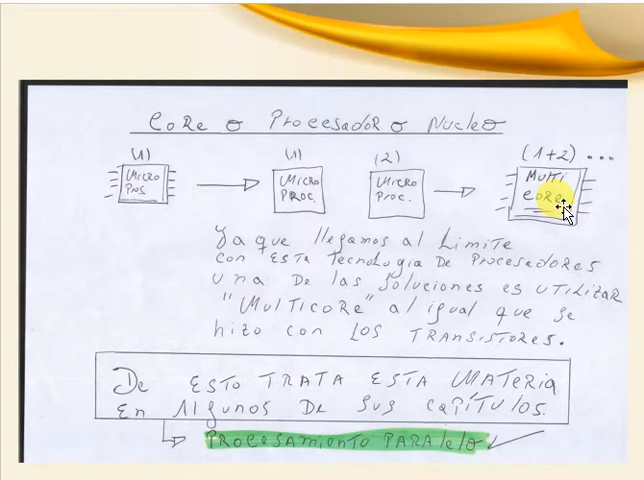 CORE o Procesador o Nucleo
(1) (1) (2) (1+2) ...
MICRO MICRO MICRO MULTI
PROC. PROC. CORE
Ya que llegamos al Limite
con ESTA Tecnologia De Procesadores
una De las Soluciones es UTILIZAR
"MulTicoRe" al igual que se
hizo con LOS TRANSISTORES.
De ESTO TRATA ESTA MATERIA
En Algunos De Sus CAPÍTULOS.
PROCESAMIENTO PARALELO